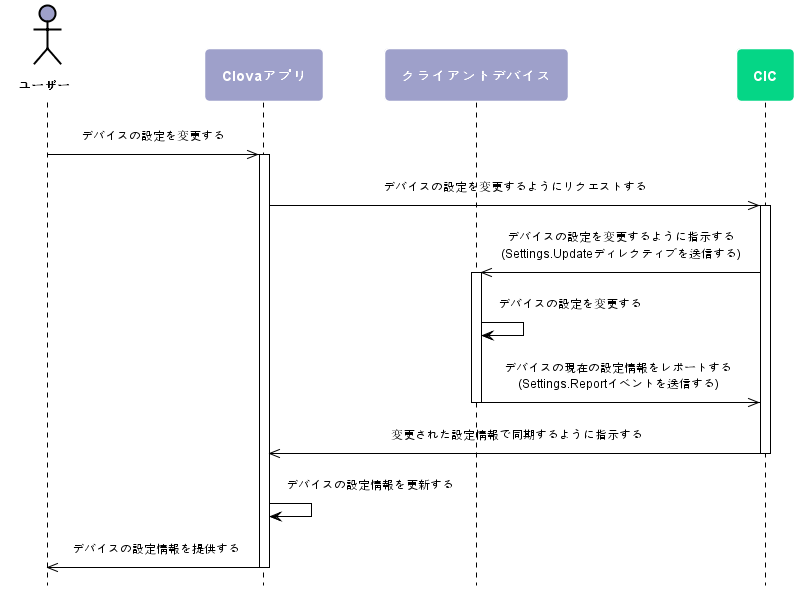 ユーザー
Clovaアプリ
クライアントデバイス
CIC
デバイスの設定を変更する
デバイスの設定を変更するようにリクエストする
デバイスの設定を変更するように指示する
(Settings.Updateディレクティブを送信する)
デバイスの設定を変更する
デバイスの現在の設定情報をレポートする
(Settings.Reportイベントを送信する)
変更された設定情報で同期するように指示する
デバイスの設定情報を更新する
デバイスの設定情報を提供する